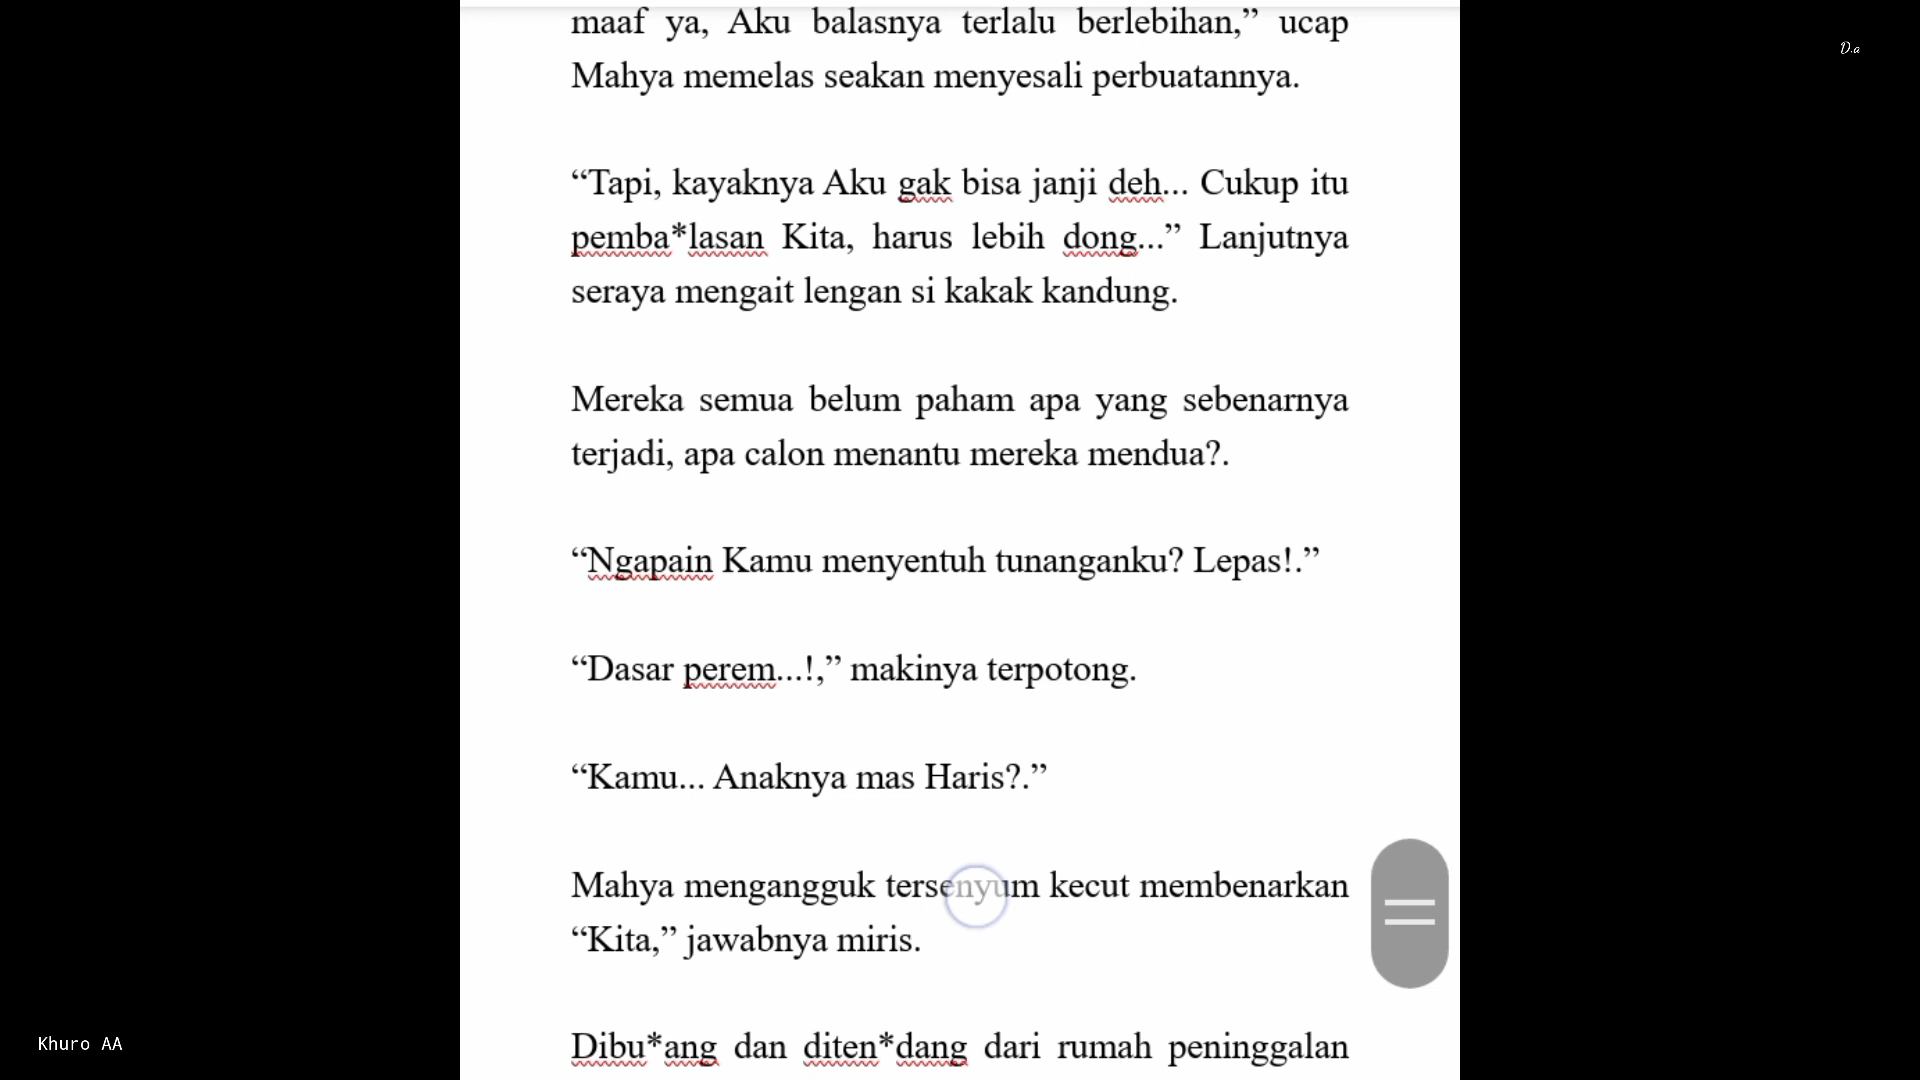 maaf ya, Aku balasnya terlalu berlebihan,” ucap
Mahya memelas seakan menyesali perbuatannya.
“Tapi, kayaknya Aku gak bisa janji deh... Cukup itu
pemba*lasan Kita, harus lebih dong...” Lanjutnya
seraya mengait lengan si kakak kandung.
Mereka semua belum paham apa yang sebenarnya
terjadi, apa calon menantu mereka mendua?.
“Ngapain Kamu menyentuh tunanganku? Lepas!.”
“Dasar perem...!,” makinya terpotong.
“Kamu... Anaknya mas Haris?.”
Mahya mengangguk tersenyum kecut membenarkan
“Kita,” jawabnya miris.
Dibu*ang dan diten*dang dari rumah peninggalan
D.a
Khuro AA